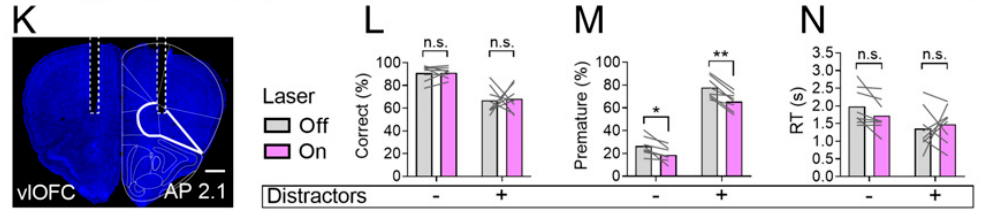 K
vlOFC
AP 2.1
Laser
Off
On
L
n.s.
n.s.
Correct (%)
100
80
60
40
20
0
M
*
**
Premature (%)
100
80
60
40
20
0
N
n.s.
n.s.
RT (s)
3.5
3.0
2.5
2.0
1.5
1.0
0.5
0.0
Distractors - + - + - +